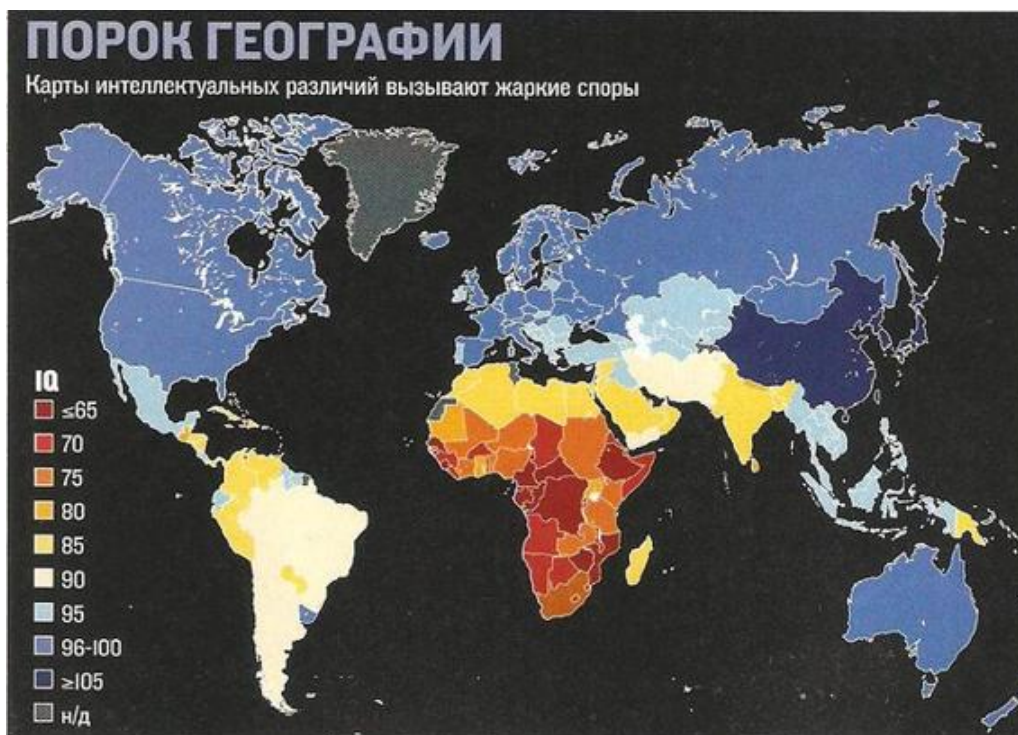 ПОРОК ГЕОГРАФИИ
Карты интеллектуальных различий вызывают жаркие споры
IQ
≤65
70
75
80
85
90
95
96-100
≥105
н/д